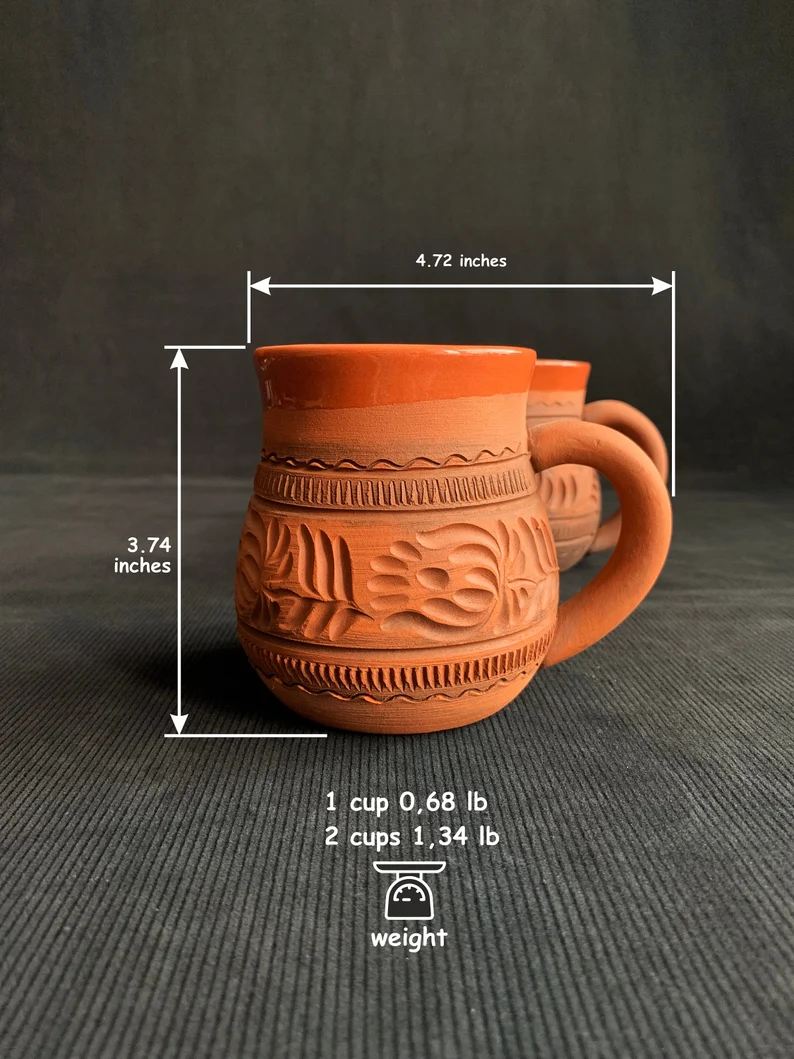 4.72 inches
3.74
inches
1 cup 0,68 lb
2 cups 1,34 lb
weight